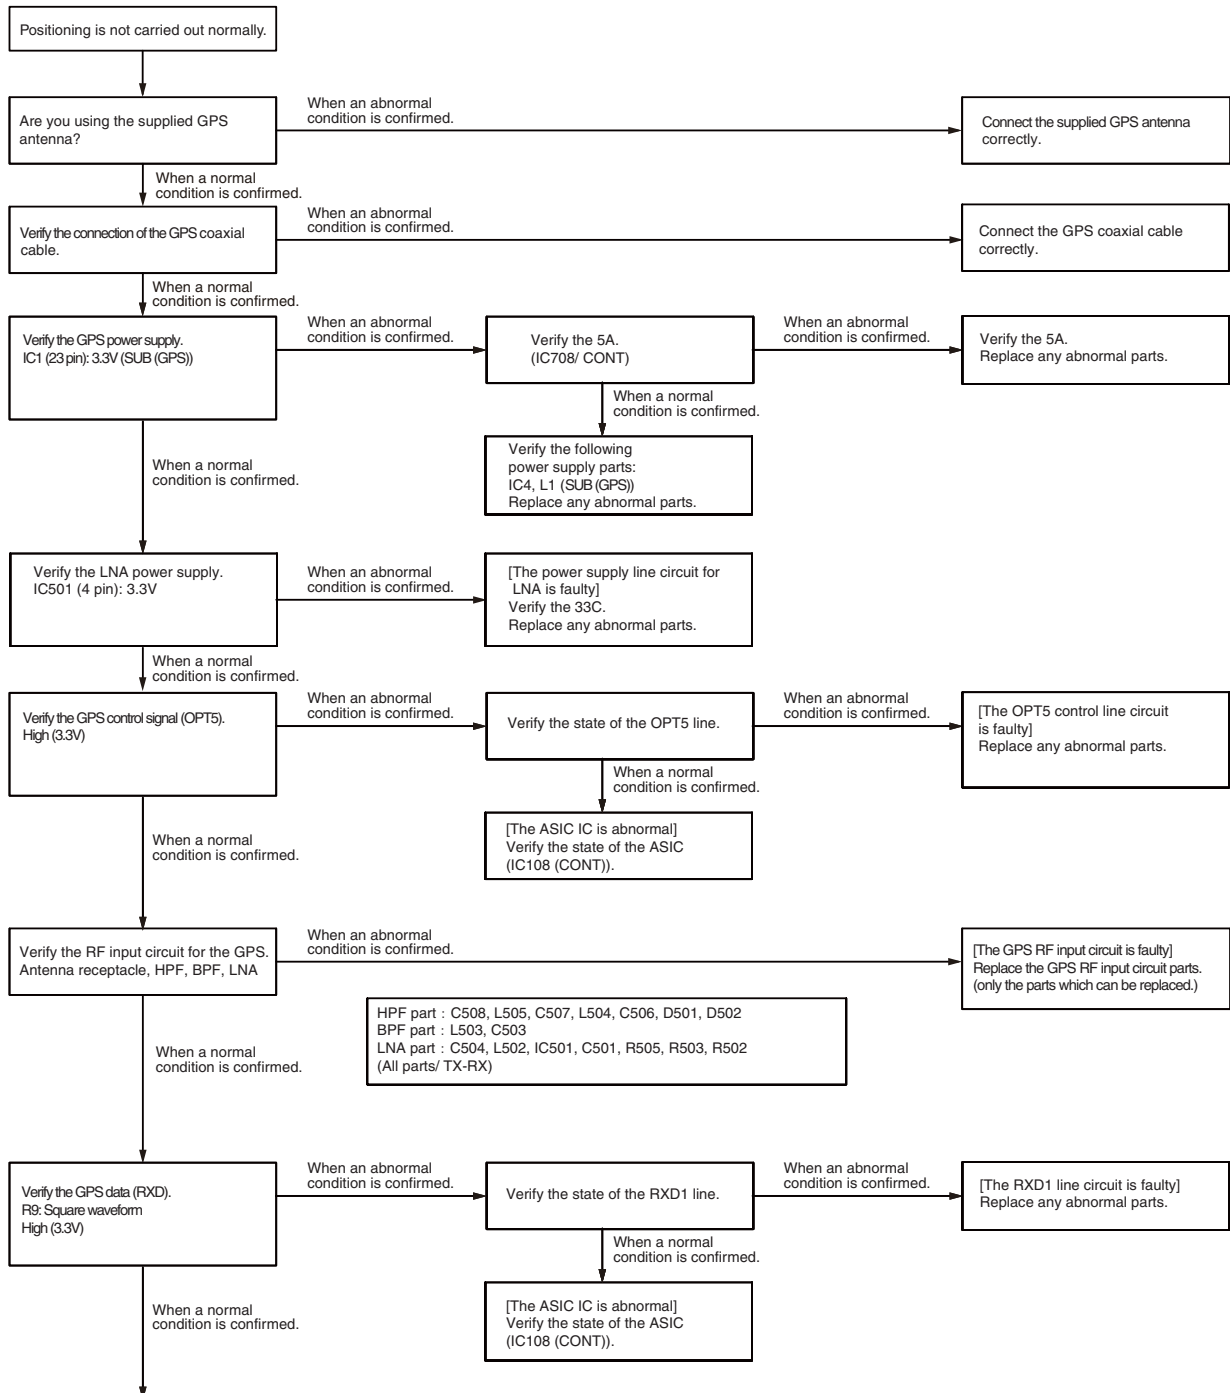 Positioning is not carried out normally.
Are you using the supplied GPS
antenna?
When an abnormal
condition is confirmed.
Connect the supplied GPS antenna
correctly.
When a normal
condition is confirmed.
Verify the connection of the GPS coaxial
cable.
When an abnormal
condition is confirmed.
Connect the GPS coaxial cable
correctly.
When a normal
condition is confirmed.
Verify the GPS power supply.
IC1 (23 pin): 3.3V (SUB (GPS))
When an abnormal
condition is confirmed.
Verify the 5A.
(IC708/ CONT)
When an abnormal
condition is confirmed.
Verify the 5A.
Replace any abnormal parts.
When a normal
condition is confirmed.
Verify the following
power supply parts:
IC4, L1 (SUB (GPS))
Replace any abnormal parts.
When a normal
condition is confirmed.
Verify the LNA power supply.
IC501 (4 pin): 3.3V
When an abnormal
condition is confirmed.
[The power supply line circuit for
LNA is faulty]
Verify the 33C.
Replace any abnormal parts.
When a normal
condition is confirmed.
Verify the GPS control signal (OPT5).
High (3.3V)
When an abnormal
condition is confirmed.
Verify the state of the OPT5 line.
When an abnormal
condition is confirmed.
[The OPT5 control line circuit
is faulty]
Replace any abnormal parts.
When a normal
condition is confirmed.
[The ASIC IC is abnormal]
Verify the state of the ASIC
(IC108 (CONT)).
When a normal
condition is confirmed.
Verify the RF input circuit for the GPS.
Antenna receptacle, HPF, BPF, LNA
When an abnormal
condition is confirmed.
[The GPS RF input circuit is faulty]
Replace the GPS RF input circuit parts.
(only the parts which can be replaced.)
HPF part : C508, L505, C507, L504, C506, D501, D502
BPF part : L503, C503
LNA part : C504, L502, IC501, C501, R505, R503, R502
(All parts/ TX-RX)
When a normal
condition is confirmed.
Verify the GPS data (RXD).
R9: Square waveform
High (3.3V)
When an abnormal
condition is confirmed.
Verify the state of the RXD1 line.
When an abnormal
condition is confirmed.
[The RXD1 line circuit is faulty]
Replace any abnormal parts.
When a normal
condition is confirmed.
[The ASIC IC is abnormal]
Verify the state of the ASIC
(IC108 (CONT)).
When a normal
condition is confirmed.